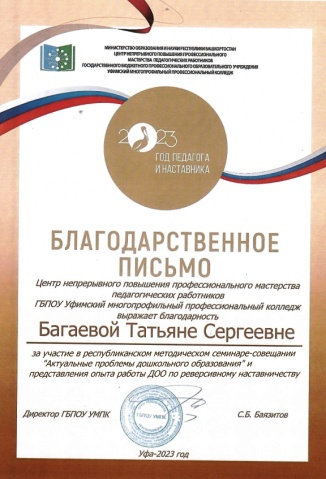 МИНИСТЕРСТВО ОБРАЗОВАНИЯ И НАУКИ РЕСПУБЛИКИ БАШКОРТОСТАН
ЦЕНТР НЕПРЕРЫВНОГО ПОВЫШЕНИЯ ПРОФЕССИОНАЛЬНОГО
МАСТЕРСТВА ПЕДАГОГИЧЕСКИХ РАБОТНИКОВ
ГОСУДАРСТВЕННОГО БЮДЖЕТНОГО ПРОФЕССИОНАЛЬНОГО ОБРАЗОВАТЕЛЬНОГО УЧРЕЖДЕНИЯ
УФИМСКИЙ МНОГОПРОФИЛЬНЫЙ ПРОФЕССИОНАЛЬНЫЙ КОЛЛЕДЖ
2023
ГОД ПЕДАГОГА
И НАСТАВНИКА
БЛАГОДАРСТВЕННОЕ
ПИСЬМО
Центр непрерывного повышения профессионального мастерства
педагогических работников
ГБПОУ Уфимский многопрофильный профессиональный колледж
выражает благодарность
Багаевой Татьяне Сергеевне
за участие в республиканском методическом семинаре-совещании
"Актуальные проблемы дошкольного образования" и
представления опыта работы ДОО по реверсивному наставничеству
Директор ГБПОУ УМПК
ГБПОУ УМПК
С.Б. Баязитов
Уфа-2023 год